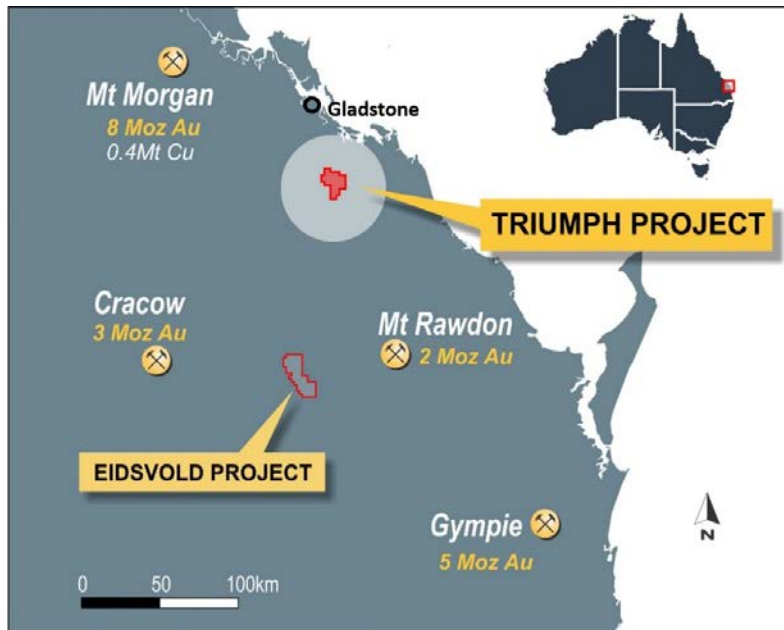 Mt Morgan
8 Moz Au
0.4Mt Cu
Gladstone
TRIUMPH PROJECT
Cracow
3 Moz Au
Mt Rawdon
2 Moz Au
EIDSVOLD PROJECT
Gympie
5 Moz Au
N
0 50 100km